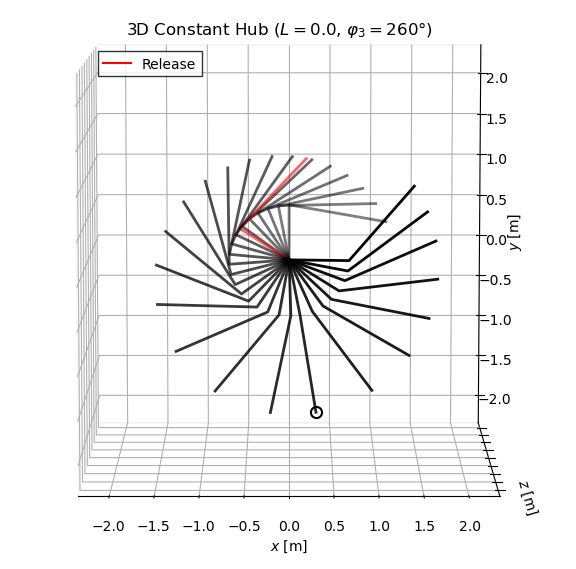 3D Constant Hub (L = 0.0, φ₃ = 260°)
Release
2.0
1.5
1.0
0.5
0.0
y [m]
−0.5
−1.0
−1.5
−2.0
z [m]
−2.0 −1.5 −1.0 −0.5 0.0 0.5 1.0 1.5 2.0
x [m]